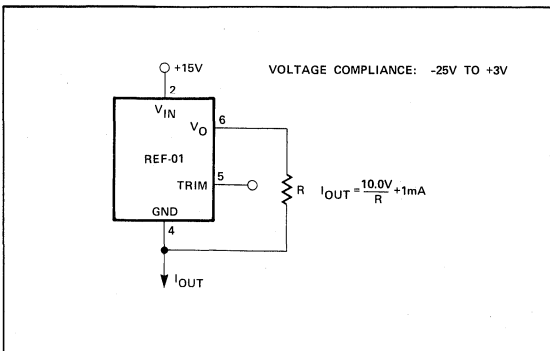 +15V
VOLTAGE COMPLIANCE: -25V TO +3V
2
VIN
VO
6
REF-01
TRIM
5
R
IOUT = 10.0V/R +1mA
GND
4
IOUT